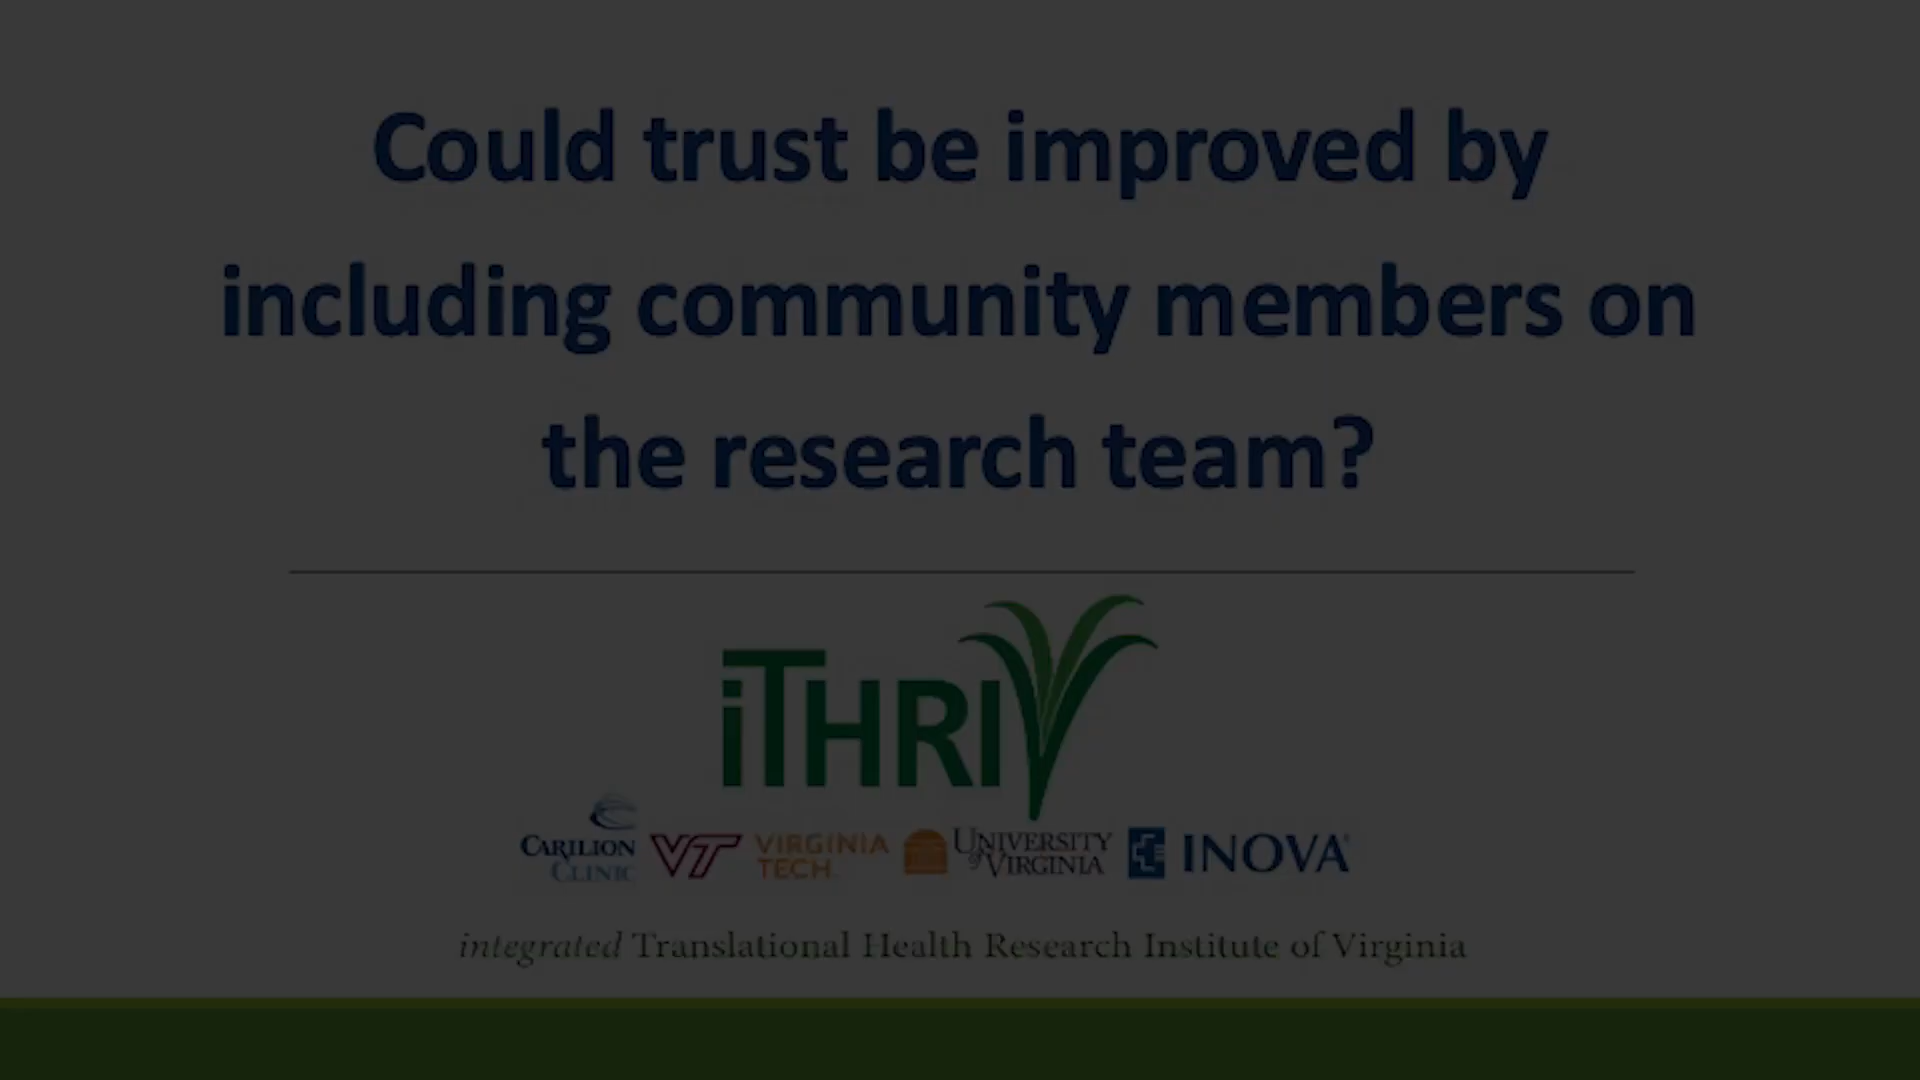 Could trust be improved by
including community members on
the research team?
iTHRIV
CARILION CLINIC VT VIRGINIA TECH. UNIVERSITY of VIRGINIA INOVA
integrated Translational Health Research Institute of Virginia